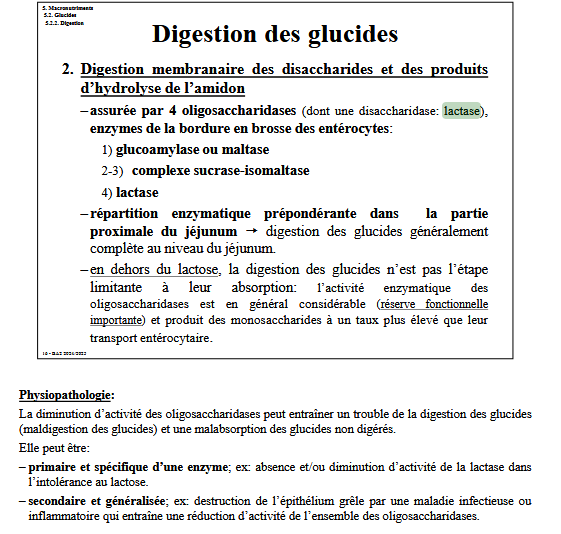 5. Macronutriments
5.2. Glucides
5.2.2. Digestion
Digestion des glucides
2. Digestion membranaire des disaccharides et des produits
d’hydrolyse de l’amidon
– assurée par 4 oligosaccharidases (dont une disaccharidase: lactase),
enzymes de la bordure en brosse des entérocytes:
1) glucoamylase ou maltase
2-3) complexe sucrase-isomaltase
4) lactase
– répartition enzymatique prépondérante dans la partie
proximale du jéjunum → digestion des glucides généralement
complète au niveau du jéjunum.
– en dehors du lactose, la digestion des glucides n’est pas l’étape
limitante à leur absorption: l’activité enzymatique des
oligosaccharidases est en général considérable (réserve fonctionnelle
importante) et produit des monosaccharides à un taux plus élevé que leur
transport entérocytaire.
Physiopathologie:
La diminution d’activité des oligosaccharidases peut entraîner un trouble de la digestion des glucides
(maldigestion des glucides) et une malabsorption des glucides non digérés.
Elle peut être:
– primaire et spécifique d’une enzyme; ex: absence et/ou diminution d’activité de la lactase dans
l’intolérance au lactose.
– secondaire et généralisée; ex: destruction de l’épithélium grêle par une maladie infectieuse ou
inflammatoire qui entraîne une réduction d’activité de l’ensemble des oligosaccharidases.